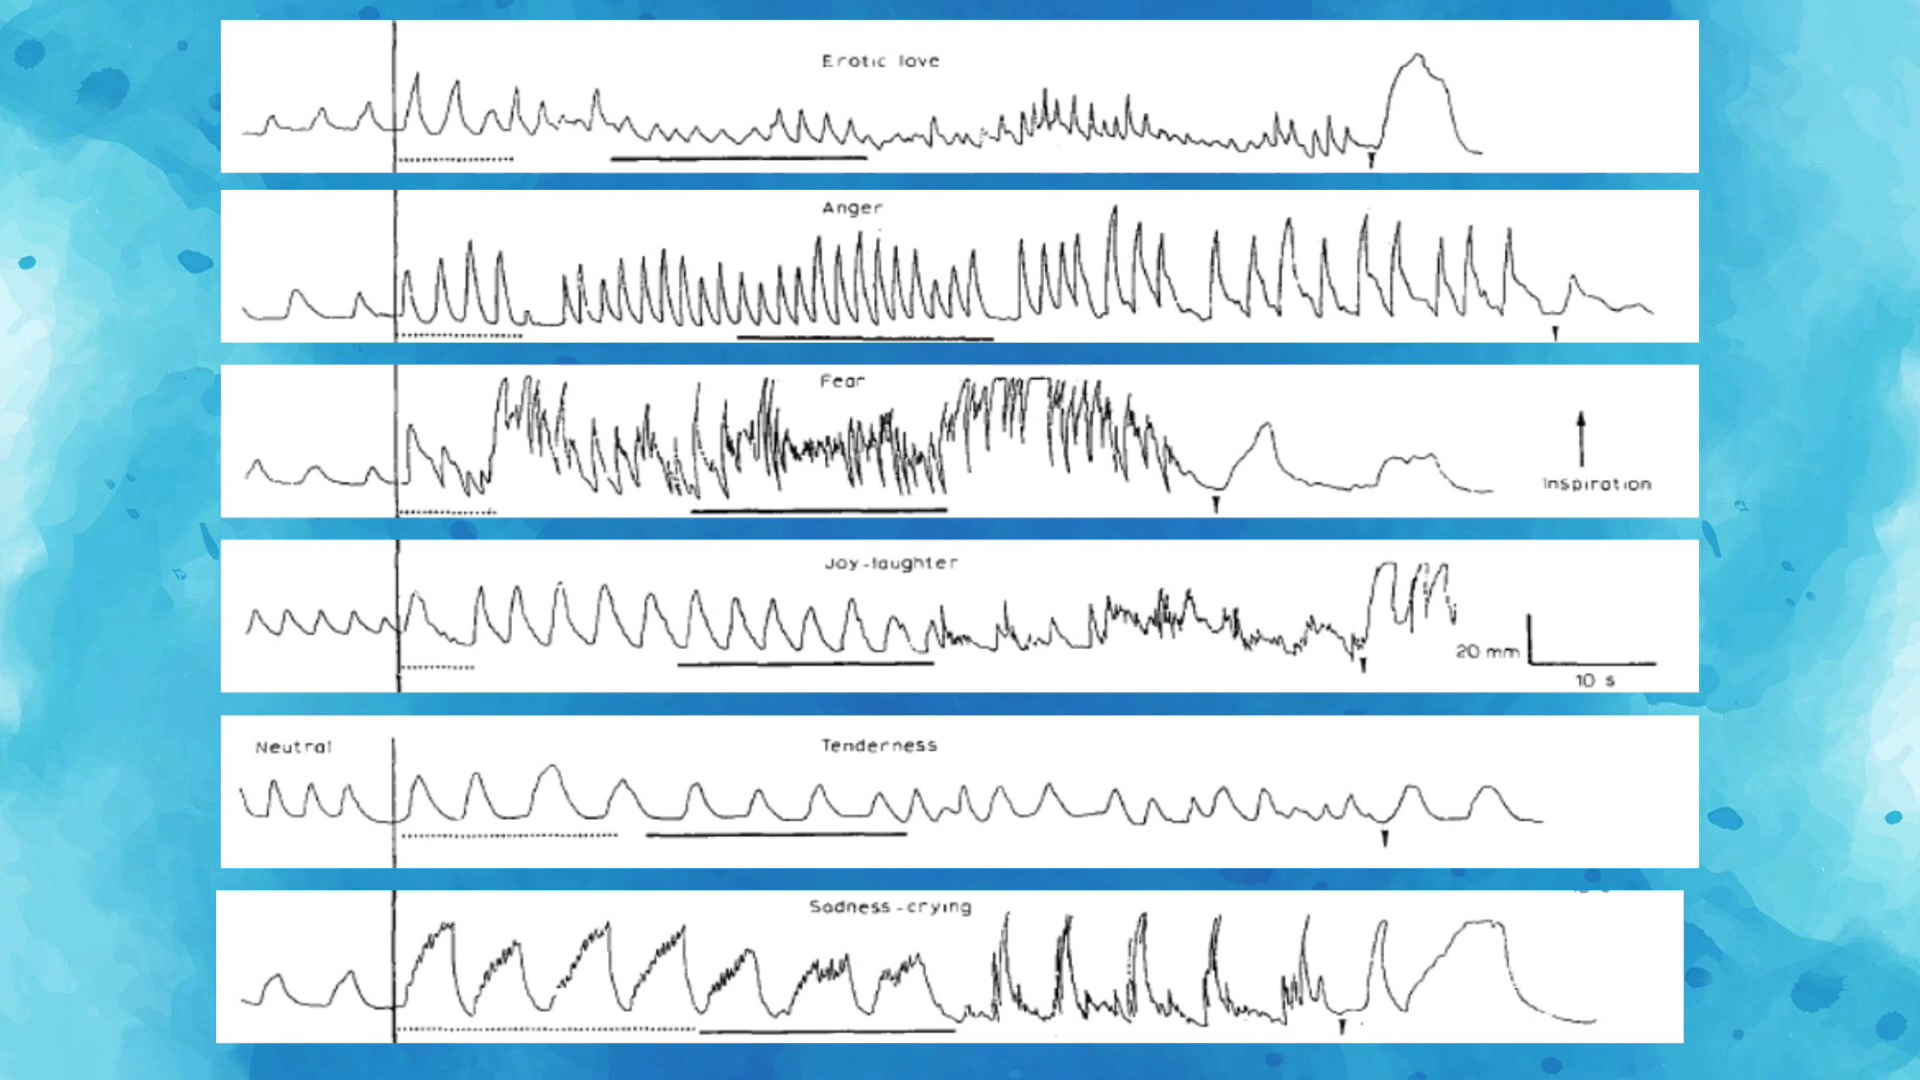 Erotic love
Anger
Fear
Inspiration
Joy-laughter
20 mm
10 s
Neutral
Tenderness
Sadness-crying